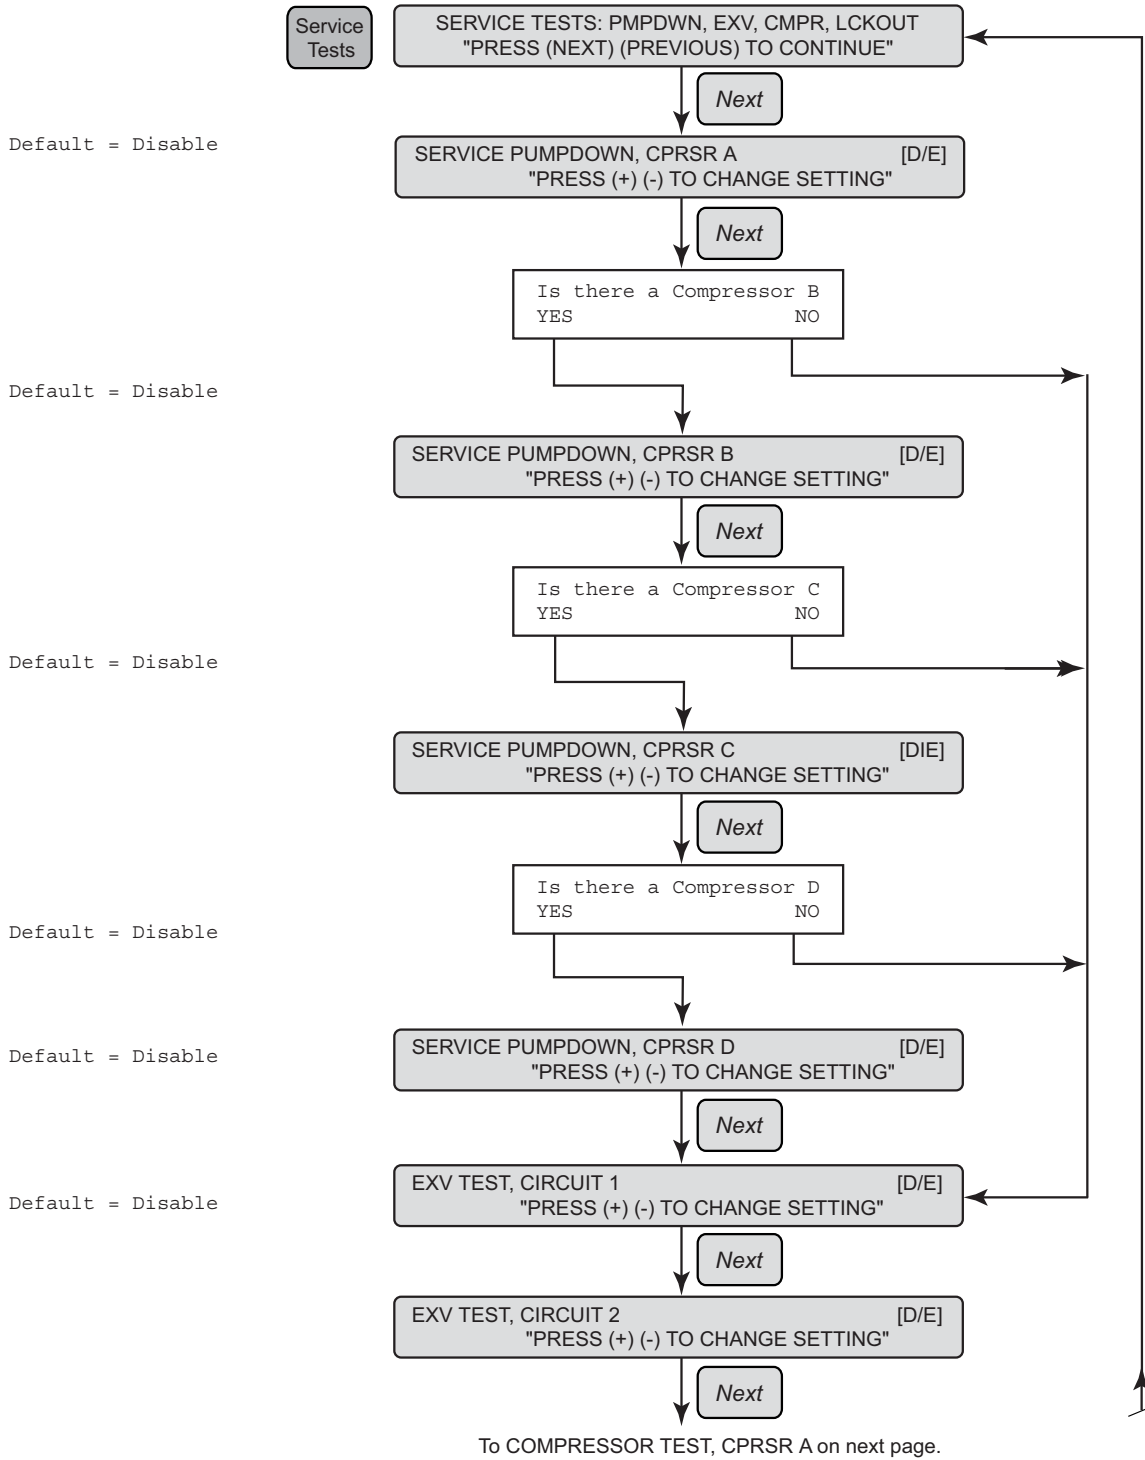 Service
Tests
SERVICE TESTS: PMPDWN, EXV, CMPR, LCKOUT
"PRESS (NEXT) (PREVIOUS) TO CONTINUE"
Next
Default = Disable
SERVICE PUMPDOWN, CPRSR A [D/E]
"PRESS (+) (-) TO CHANGE SETTING"
Next
Is there a Compressor B
YES NO
Default = Disable
SERVICE PUMPDOWN, CPRSR B [D/E]
"PRESS (+) (-) TO CHANGE SETTING"
Next
Is there a Compressor C
YES NO
Default = Disable
SERVICE PUMPDOWN, CPRSR C [DIE]
"PRESS (+) (-) TO CHANGE SETTING"
Next
Is there a Compressor D
YES NO
Default = Disable
Default = Disable
SERVICE PUMPDOWN, CPRSR D [D/E]
"PRESS (+) (-) TO CHANGE SETTING"
Next
EXV TEST, CIRCUIT 1 [D/E]
"PRESS (+) (-) TO CHANGE SETTING"
Default = Disable
Next
EXV TEST, CIRCUIT 2 [D/E]
"PRESS (+) (-) TO CHANGE SETTING"
Next
To COMPRESSOR TEST, CPRSR A on next page.